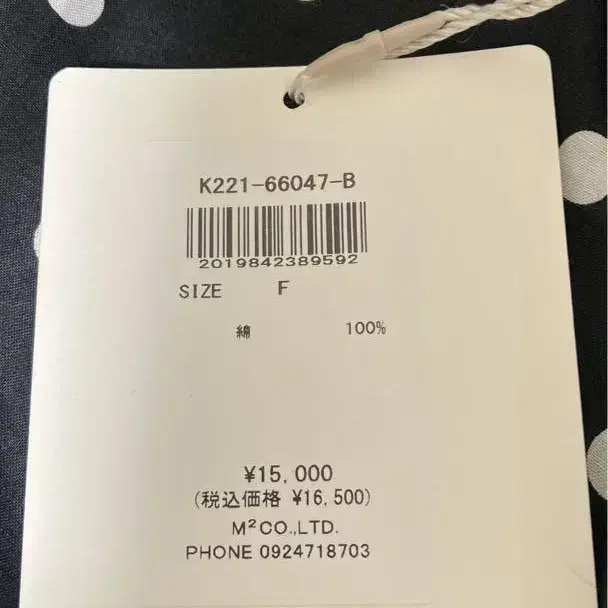 K221-66047-B
2019842389592
SIZE F
綿 100%
¥15,000
(税込価格 ¥16,500)
M²CO.,LTD.
PHONE 0924718703